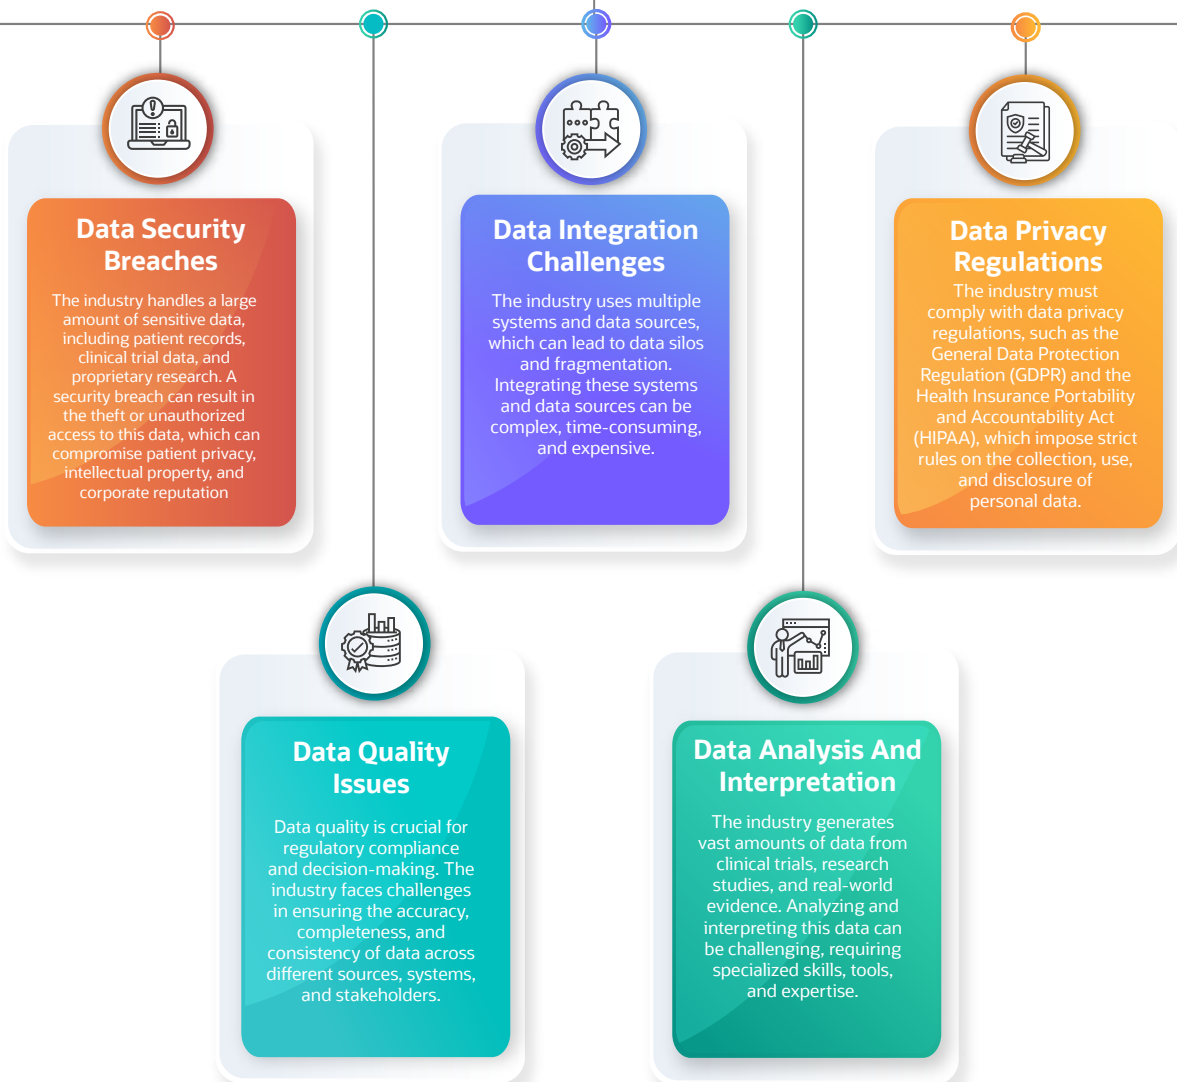 Data Security
Breaches
The industry handles a large
amount of sensitive data,
including patient records,
clinical trial data, and
proprietary research. A
security breach can result in
the theft or unauthorized
access to this data, which can
compromise patient privacy,
intellectual property, and
corporate reputation
Data Quality
Issues
Data quality is crucial for
regulatory compliance
and decision-making. The
industry faces challenges
in ensuring the accuracy,
completeness, and
consistency of data across
different sources, systems,
and stakeholders.
Data Integration
Challenges
The industry uses multiple
systems and data sources,
which can lead to data silos
and fragmentation.
Integrating these systems
and data sources can be
complex, time-consuming,
and expensive.
Data Analysis And
Interpretation
The industry generates
vast amounts of data from
clinical trials, research
studies, and real-world
evidence. Analyzing and
interpreting this data can
be challenging, requiring
specialized skills, tools,
and expertise.
Data Privacy
Regulations
The industry must
comply with data privacy
regulations, such as the
General Data Protection
Regulation (GDPR) and the
Health Insurance Portability
and Accountability Act
(HIPAA), which impose strict
rules on the collection, use,
and disclosure of
personal data.